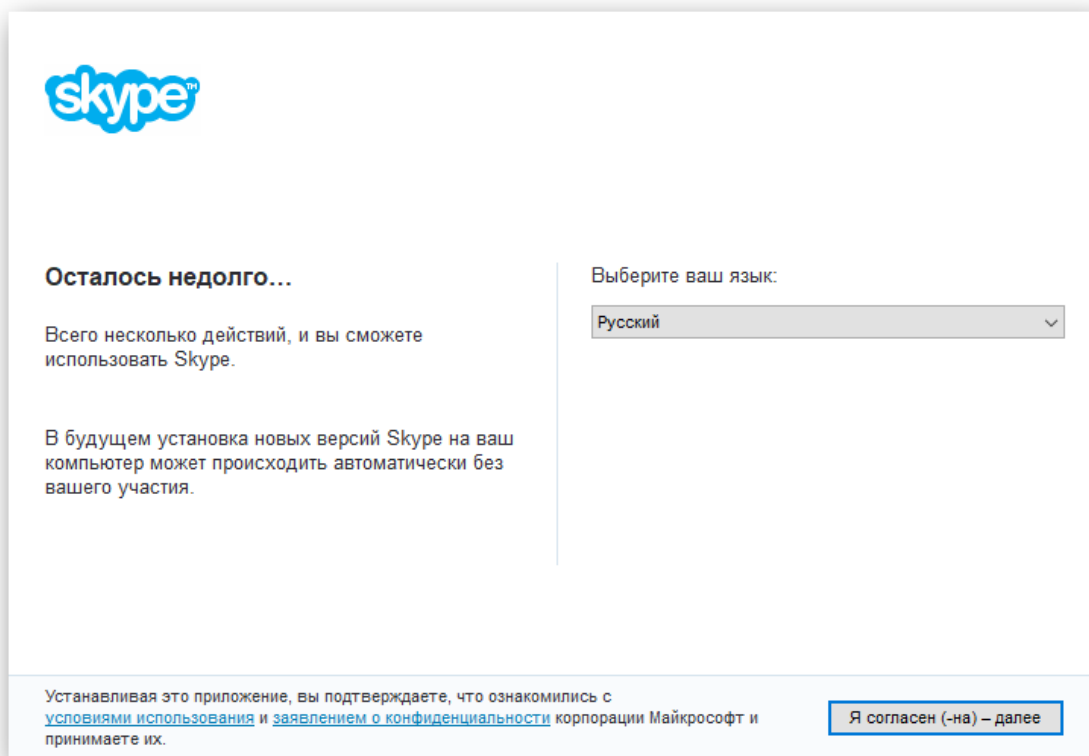 skype™
Осталось недолго...
Всего несколько действий, и вы сможете
использовать Skype.
В будущем установка новых версий Skype на ваш
компьютер может происходить автоматически без
вашего участия.
Выберите ваш язык:
Русский
Устанавливая это приложение, вы подтверждаете, что ознакомились с
условиями использования и заявлением о конфиденциальности корпорации Майкрософт и
принимаете их.
Я согласен (-на) – далее